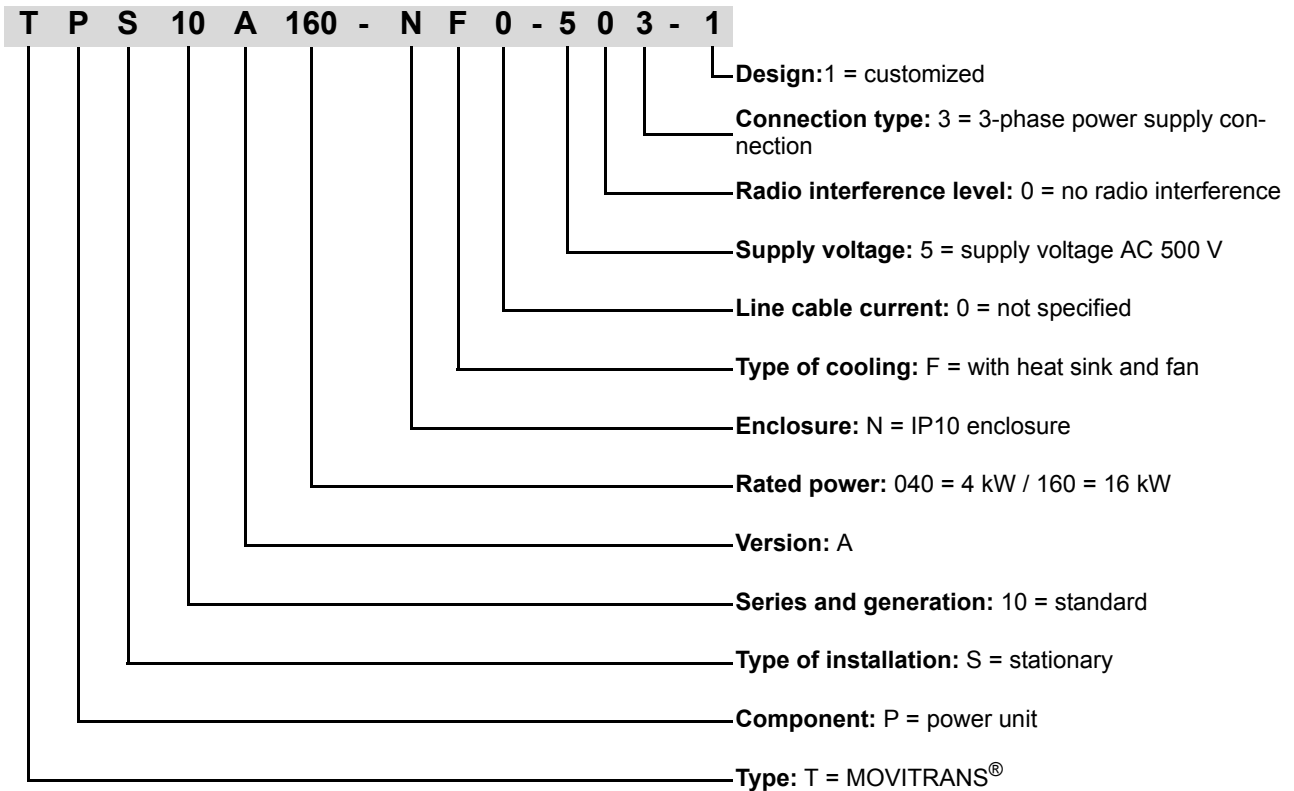 T P S 10 A 160 - N F 0 - 5 0 3 - 1
Design:1 = customized
Connection type: 3 = 3-phase power supply con-
nection
Radio interference level: 0 = no radio interference
Supply voltage: 5 = supply voltage AC 500 V
Line cable current: 0 = not specified
Type of cooling: F = with heat sink and fan
Enclosure: N = IP10 enclosure
Rated power: 040 = 4 kW / 160 = 16 kW
Version: A
Series and generation: 10 = standard
Type of installation: S = stationary
Component: P = power unit
Type: T = MOVITRANS®